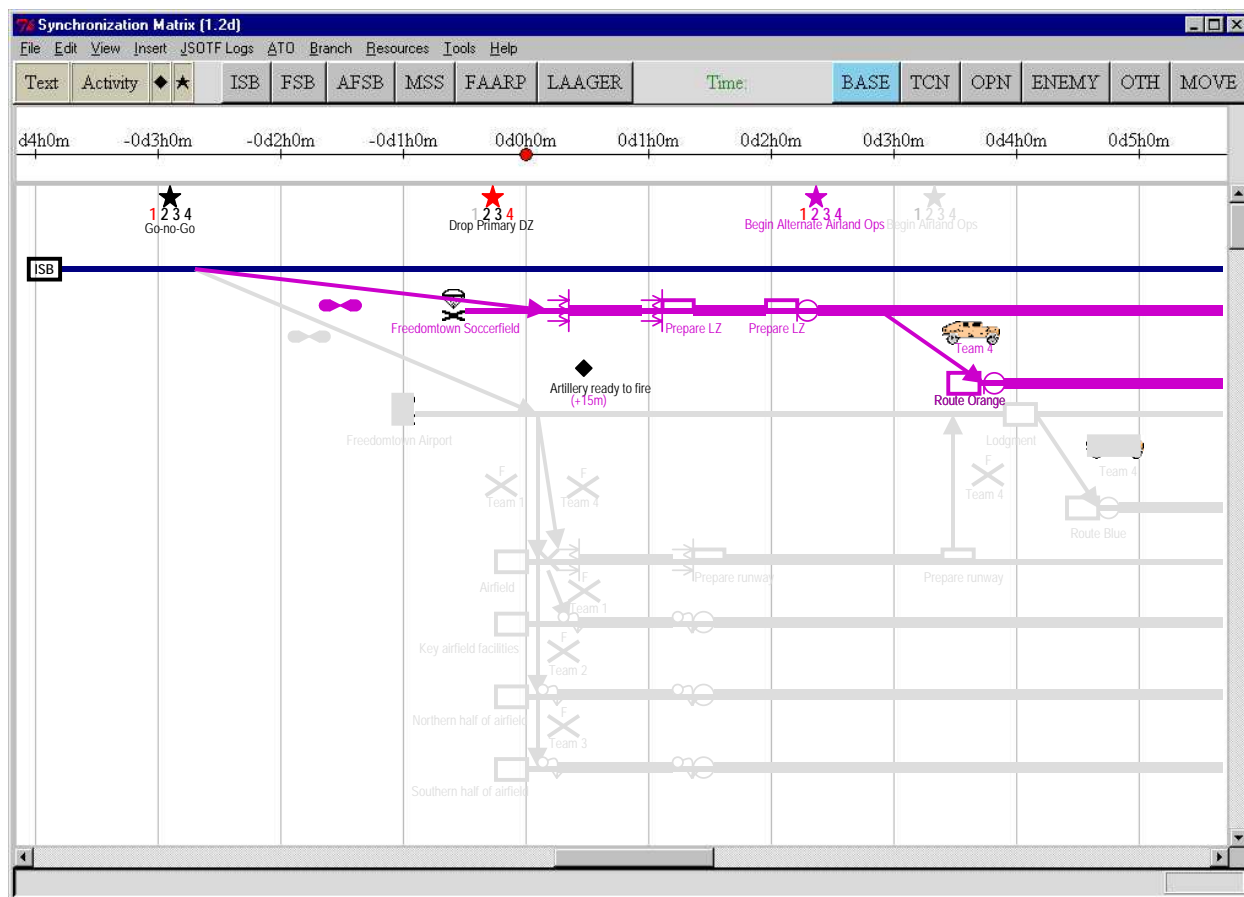 Synchronization Matrix (1.2d)
File Edit View Insert JSOTF Logs ATO Branch Resources Tools Help
Text Activity ISB FSB AFSB MSS FAARP LAAGER Time: BASE TCN OPN ENEMY OTH MOVE
d4h0m -0d3h0m -0d2h0m -0d11h0m 0d0h0m 0d1h0m 0d2h0m 0d3h0m 0d4h0m 0d5h0m
1 2 3 4 1 2 3 4 1 2 3 4 1 2 3 4
Go-no-Go Drop Primary DZ Begin Alternate Airland Ops Begin Airland Ops
ISB
Freedomtown Soccerfield Prepare LZ Prepare LZ
Team 4
Artillery ready to fire
(+15m)
Route Orange
Freedomtown Airport Lodgment
F F F
Team 1 Team 4 Team 4 Team 4
Route Blue
Airfield Prepare runway Prepare runway
F
Team 1
Key airfield facilities
F
Team 2
Northern half of airfield
F
Team 3
Southern half of airfield